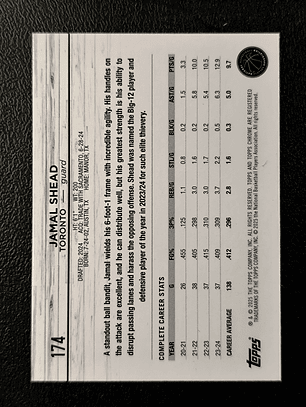 174
JAMAL SHEAD
TORONTO — guard
HT: 6'1" WT: 200
DRAFTED: 2024 ACQ: TRADE WITH SACRAMENTO, 6-28-24
BORN: 7-24-02, AUSTIN, TX HOME: MANOR, TX
A standout ball bandit, Jamal wields his 6-foot-1 frame with incredible agility. His handles on
the attack are excellent, and he can distribute well, but his greatest strength is his ability to
disrupt passing lanes and harass the opposing offense. Shead was named the Big-12 player and
defensive player of the year in 2023/24 for such elite thievery.
COMPLETE CAREER STATS
YEAR G FG% 3P% REB/G STL/G BLK/G AST/G PTS/G
20-21 26 .455 .125 1.1 0.8 0.2 1.5 3.3
21-22 38 .405 .298 3.0 1.6 0.2 5.8 10.0
22-23 37 .415 .310 3.0 1.7 0.2 5.4 10.5
23-24 37 .409 .309 3.7 2.2 0.5 6.3 12.9
CAREER AVERAGE 138 .412 .296 2.8 1.6 0.3 5.0 9.7
Topps
® & © 2025 THE TOPPS COMPANY, INC. ALL RIGHTS RESERVED. TOPPS AND TOPPS CHROME ARE REGISTERED
TRADEMARKS OF THE TOPPS COMPANY, INC. © 2025 the National Basketball Players Association. All rights reserved.